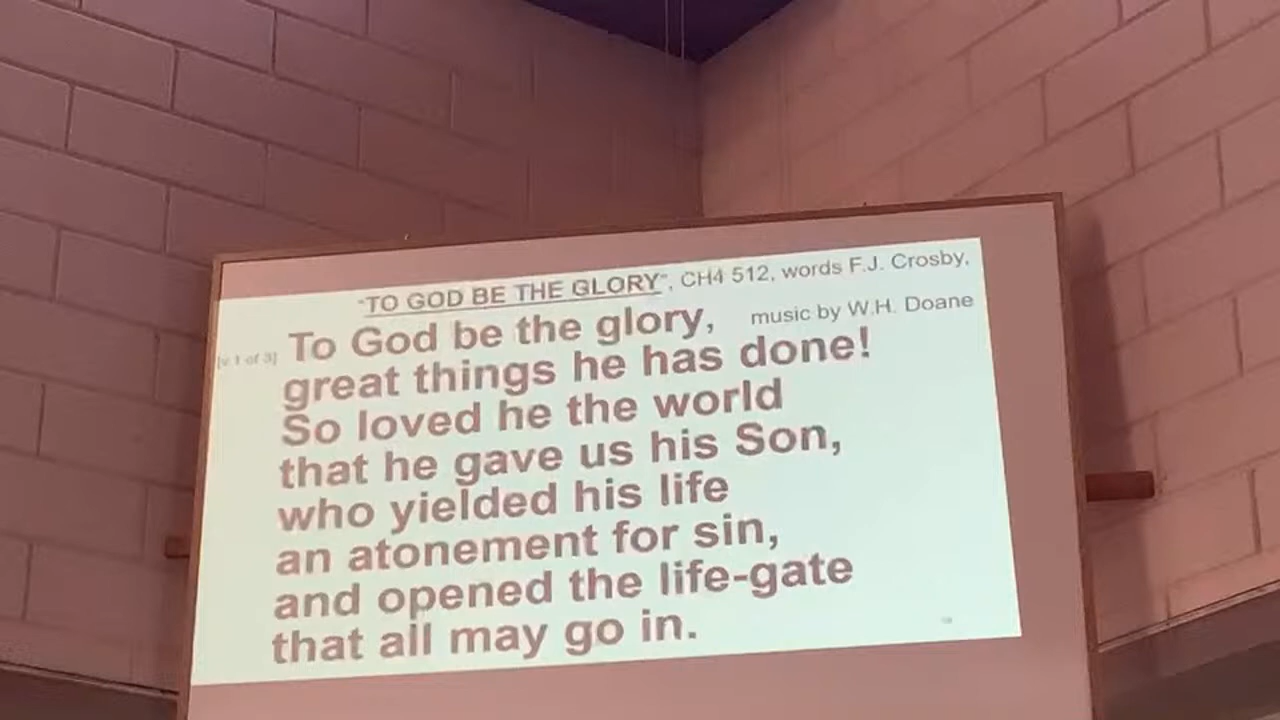 "TO GOD BE THE GLORY", CH4 512, words F.J. Crosby,
music by W.H. Doane
[v 1 of 3]
To God be the glory,
great things he has done!
So loved he the world
that he gave us his Son,
who yielded his life
an atonement for sin,
and opened the life-gate
that all may go in.